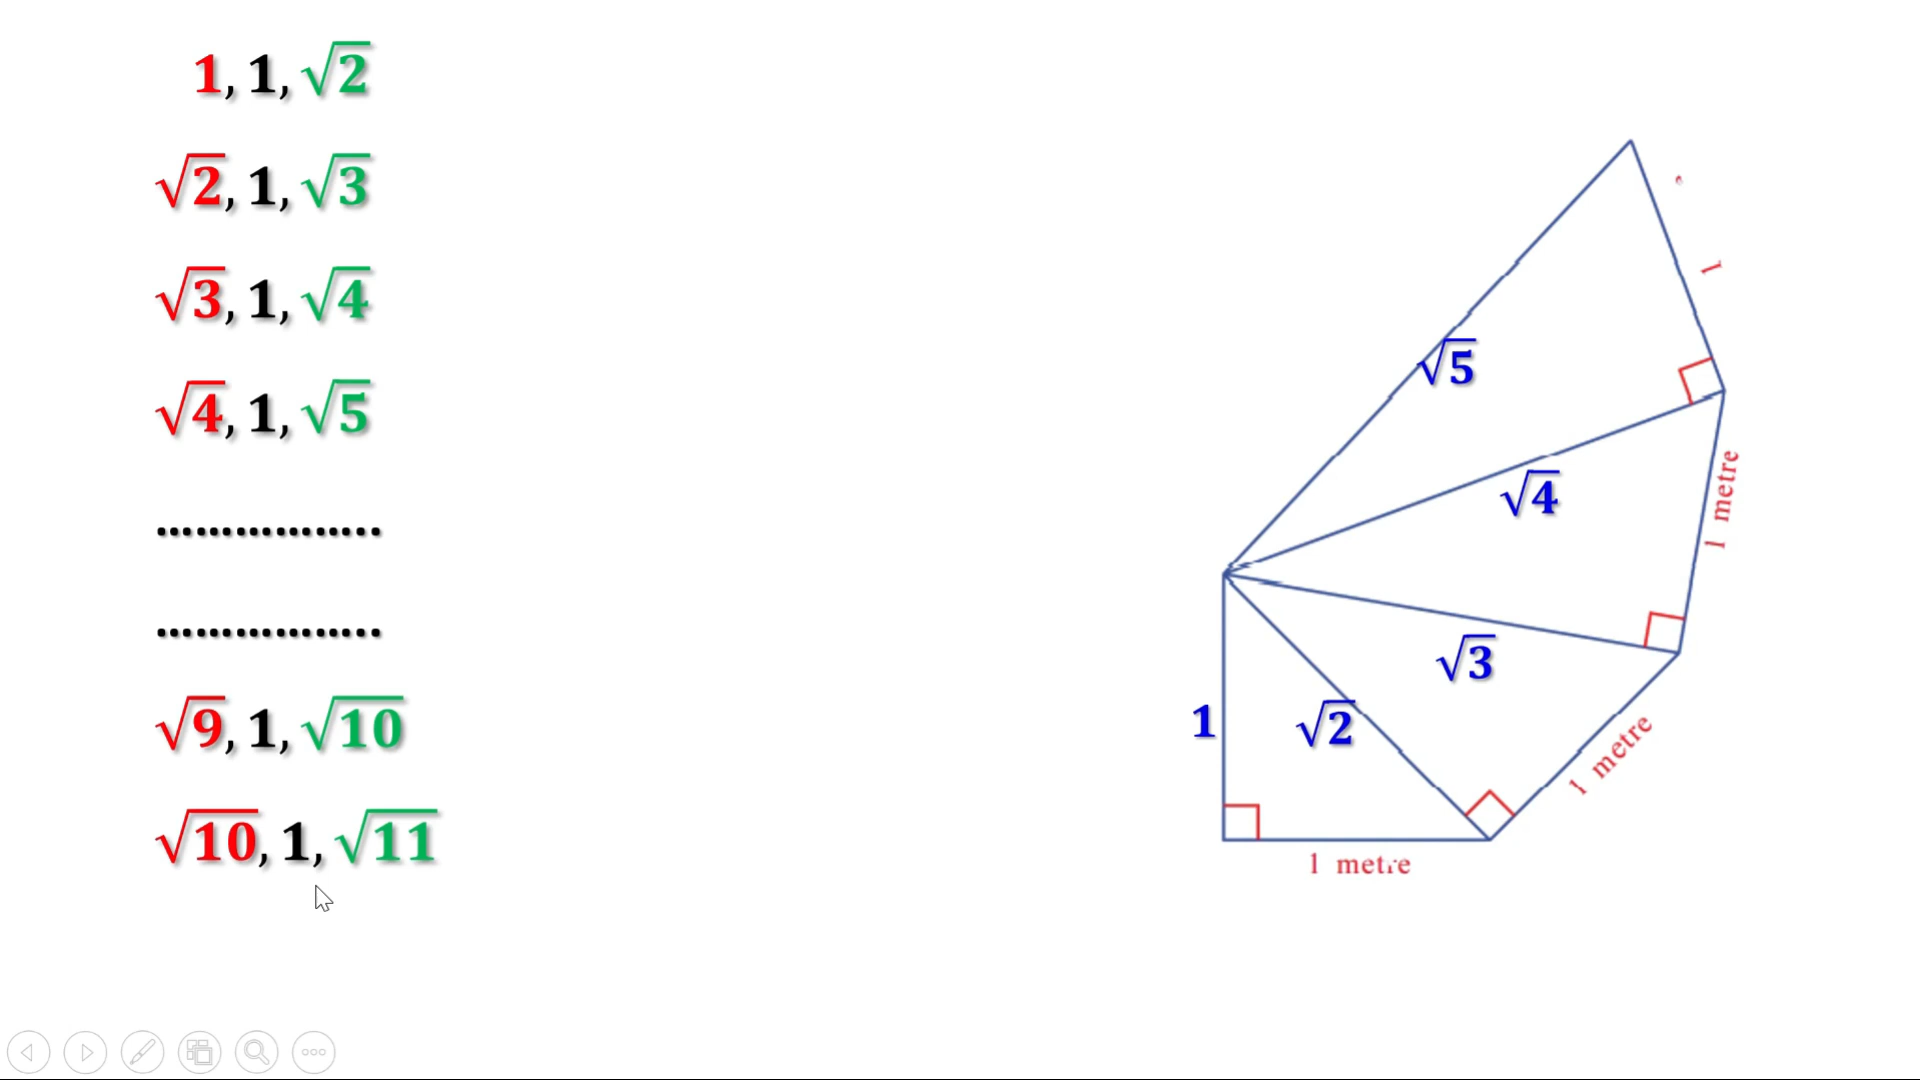 1, 1, √2
√2, 1, √3
√3, 1, √4
√4, 1, √5
.................
.................
√9, 1, √10
√10, 1, √11
1
√5
1 metre
√4
√3
1 metre
1
√2
1 metre